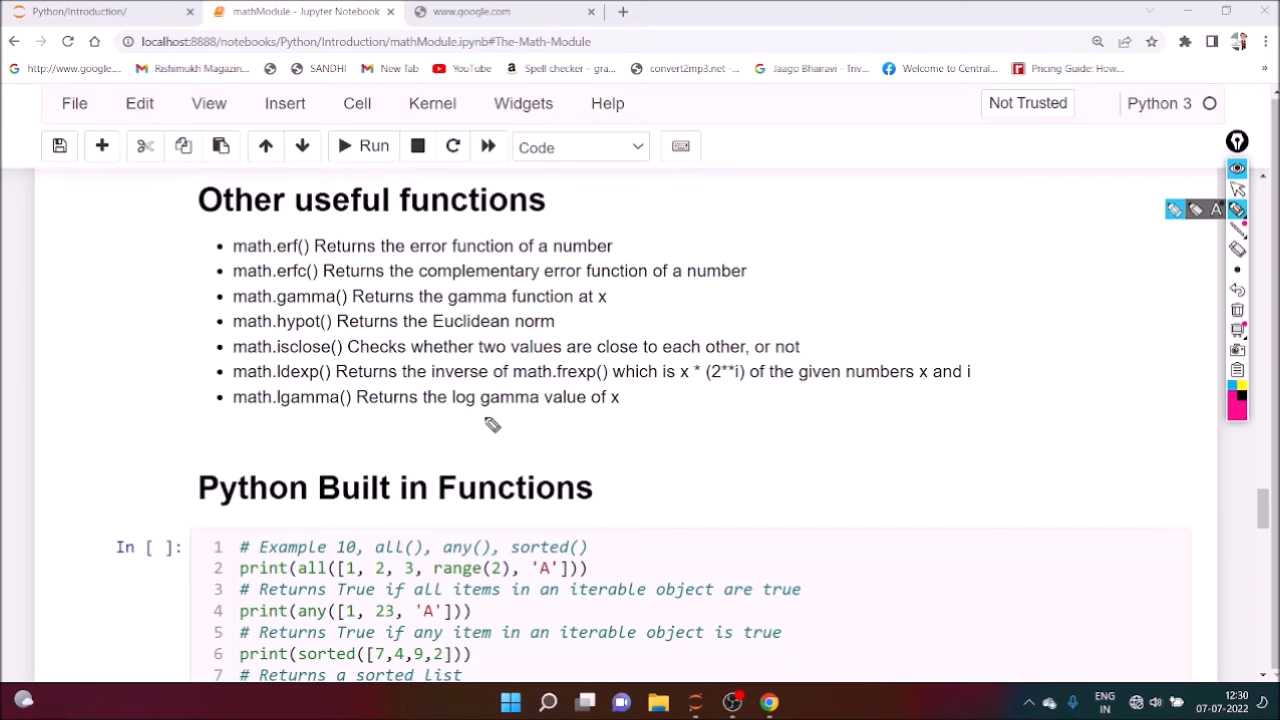 Python/Introduction/
mathModule - Jupyter Notebook
www.google.com
localhost:8888/notebooks/Python/Introduction/mathModule.ipynb#The-Math-Module
http://www.google....
Rishimukh Magazin...
SANDHI
New Tab
YouTube
Spell checker – gra...
convert2mp3.net -...
Jaago Bhairavi - Triv...
Welcome to Central...
Pricing Guide: How...
»
File Edit View Insert Cell Kernel Widgets Help
Not Trusted
Python 3
Run
Code
Other useful functions
• math.erf() Returns the error function of a number
• math.erfc() Returns the complementary error function of a number
• math.gamma() Returns the gamma function at x
• math.hypot() Returns the Euclidean norm
• math.isclose() Checks whether two values are close to each other, or not
• math.ldexp() Returns the inverse of math.frexp() which is x * (2**i) of the given numbers x and i
• math.lgamma() Returns the log gamma value of x
A
Python Built in Functions
In [ ]:
1 # Example 10, all(), any(), sorted()
2 print(all([1, 2, 3, range(2), 'A']))
3 # Returns True if all items in an iterable object are true
4 print(any([1, 23, 'A']))
5 # Returns True if any item in an iterable object is true
6 print(sorted([7,4,9,2]))
7 # Returns a sorted list
ENG
IN
12:30
07-07-2022